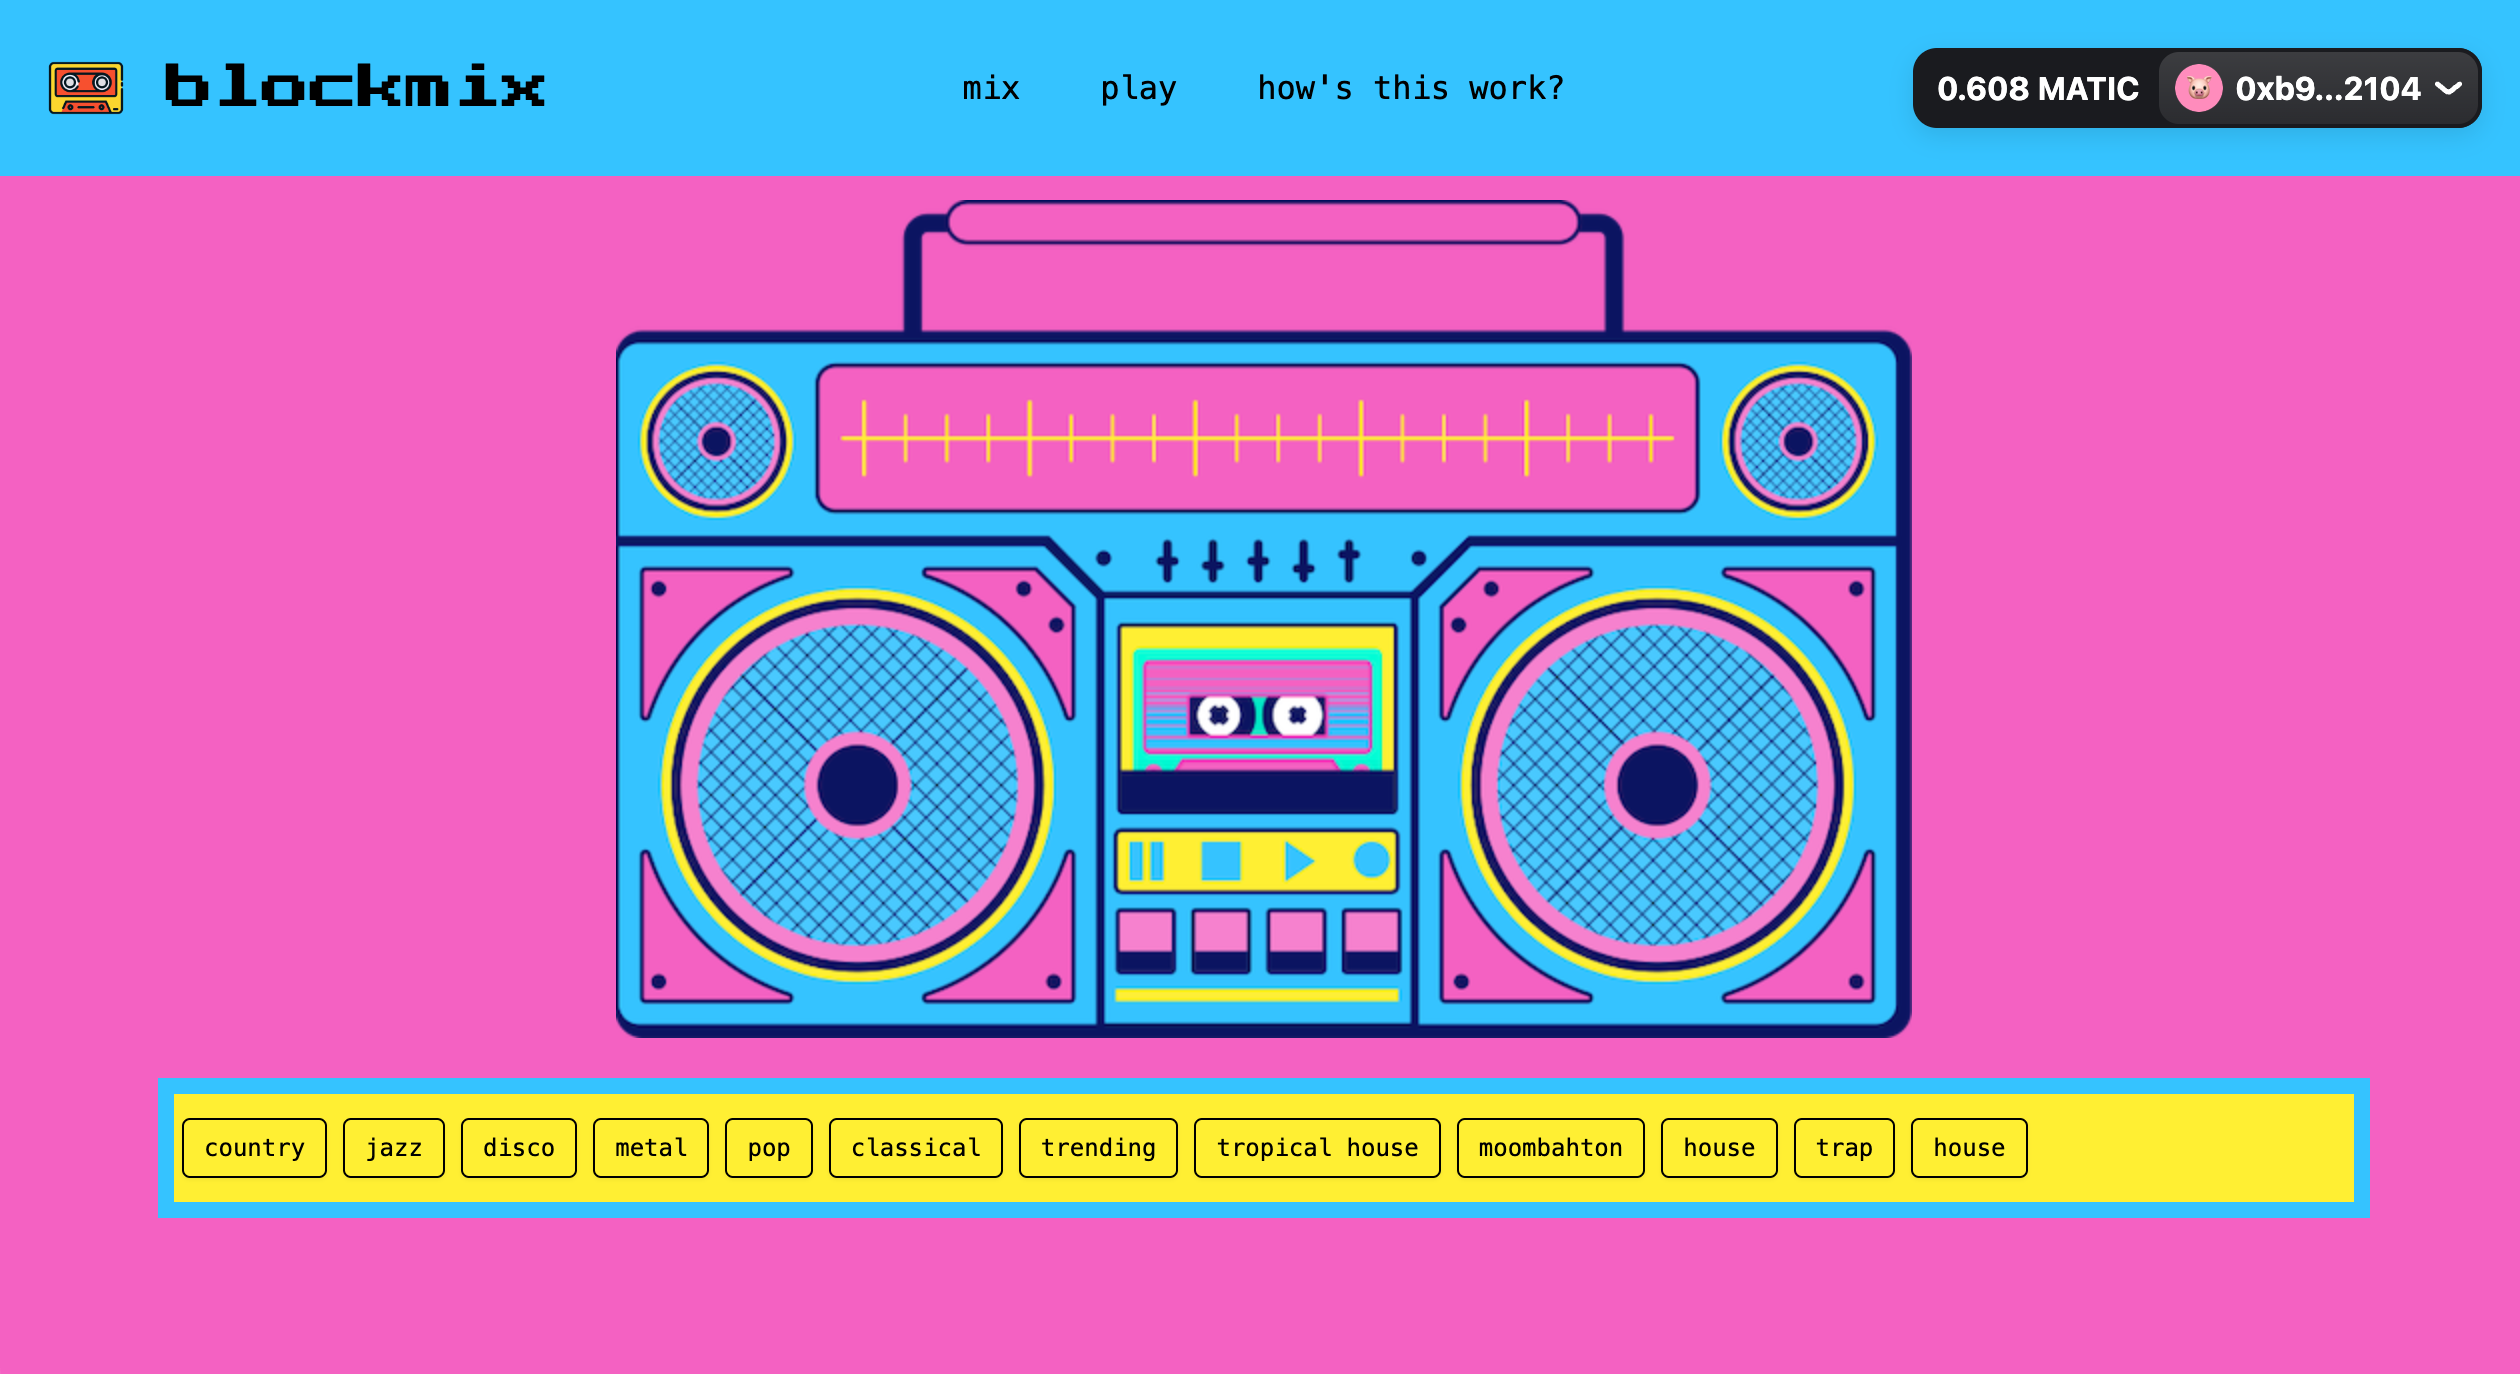 blockmix
mix play how's this work?
0.608 MATIC 0xb9...2104
country jazz disco metal pop classical trending tropical house moombahton house trap house